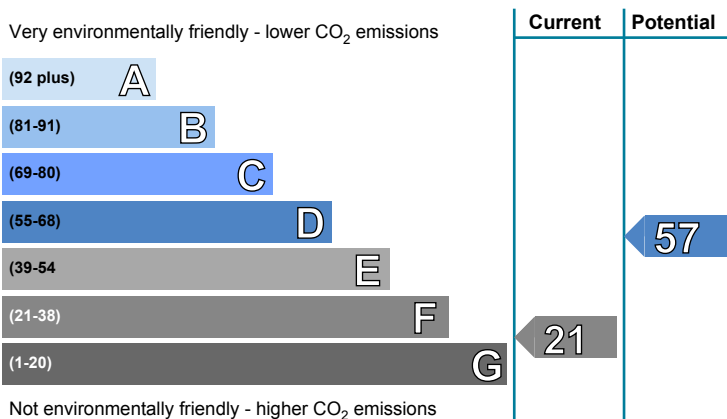 Current Potential
Very environmentally friendly - lower CO2 emissions
(92 plus) A
(81-91) B
(69-80) C
(55-68) D
57
(39-54 E
(21-38) F
21
(1-20) G
Not environmentally friendly - higher CO2 emissions